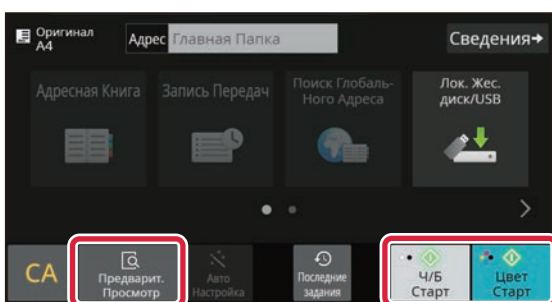 Оригинал
A4
Адрес Главная Папка
Сведения
Адресная Книга
Запись Передач
Поиск Глобаль-
Ного Адреса
Лок. Жес.
диск/USB
CA
Предварит.
Просмотр
Авто
Настройка
Последние
задания
Ч/Б
Старт
Цвет
Старт